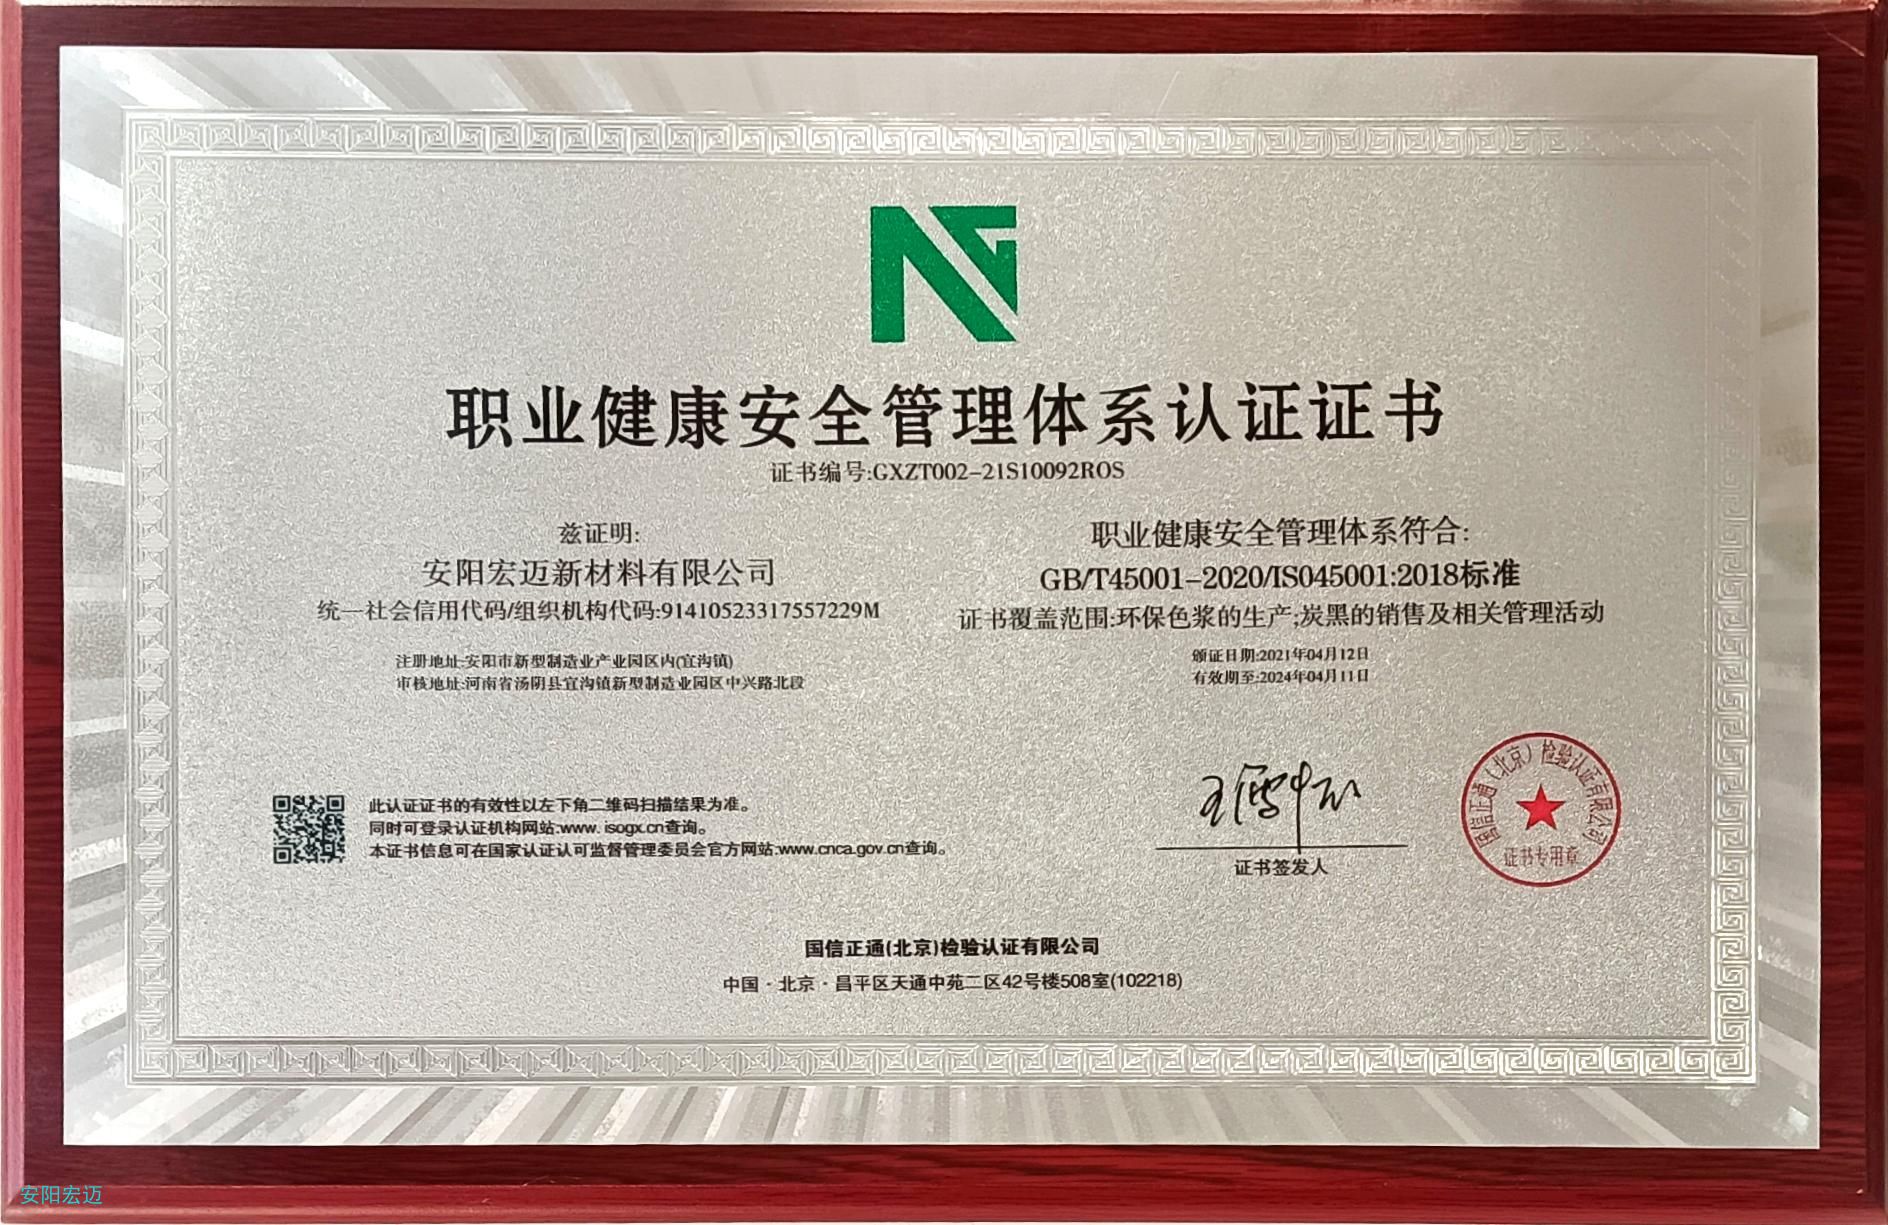 职业健康安全管理体系认证证书
证书编号:GXZT002-21S10092ROS
兹证明:
安阳宏迈新材料有限公司
统一社会信用代码/组织机构代码:91410523317557229M
注册地址:安阳市新型制造业产业园区内(宜沟镇)
审核地址:河南省汤阴县宜沟镇新型制造业园区中兴路北段
职业健康安全管理体系符合:
GB/T45001-2020/ISO45001:2018标准
证书覆盖范围:环保色浆的生产;炭黑的销售及相关管理活动
颁证日期:2021年04月12日
有效期至:2024年04月11日
此认证证书的有效性以左下角二维码扫描结果为准。
同时可登录认证机构网站:www. isogx.cn查询。
本证书信息可在国家认证认可监督管理委员会官方网站:www.cnca.gov.cn查询。
证书签发人
国信正通(北京)检验认证有限公司
证书专用章
国信正通(北京)检验认证有限公司
中国·北京·昌平区天通中苑二区42号楼508室(102218)
安阳宏迈